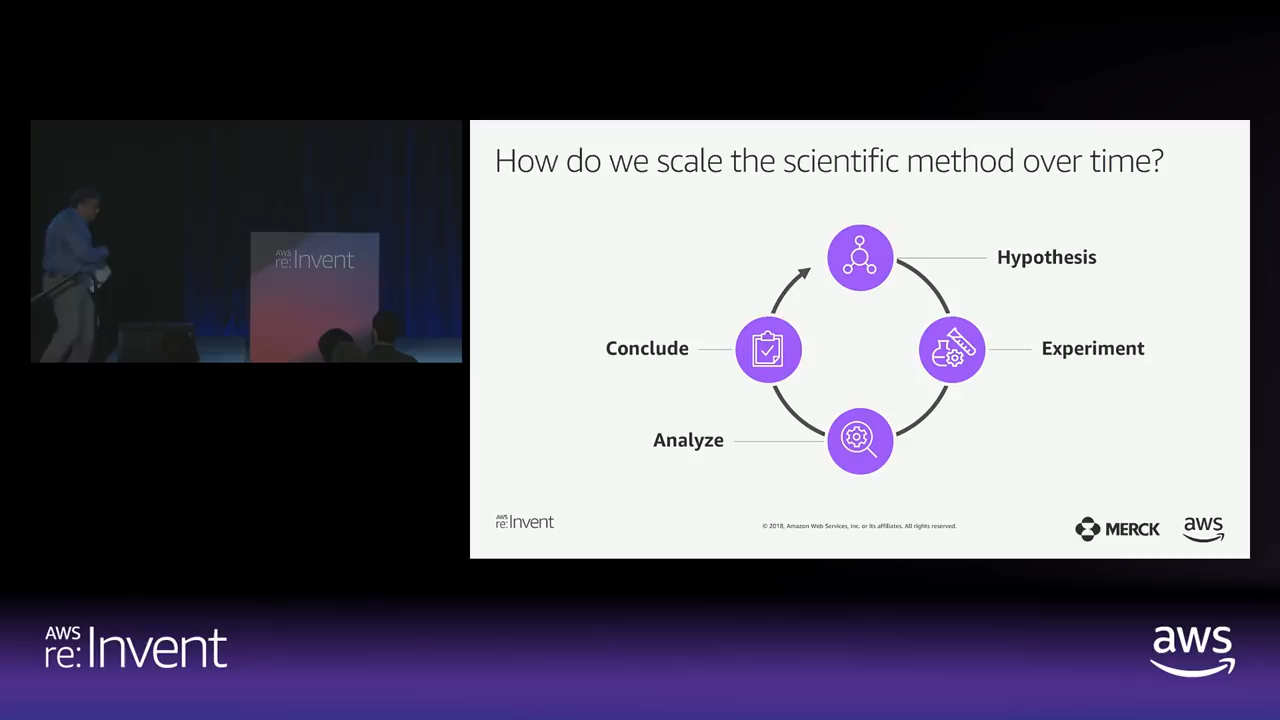 AWS
re:Invent
How do we scale the scientific method over time?
Hypothesis
Conclude
Experiment
Analyze
AWS
re:Invent
© 2018, Amazon Web Services, Inc. or its affiliates. All rights reserved.
MERCK
aws
AWS
re:Invent
aws